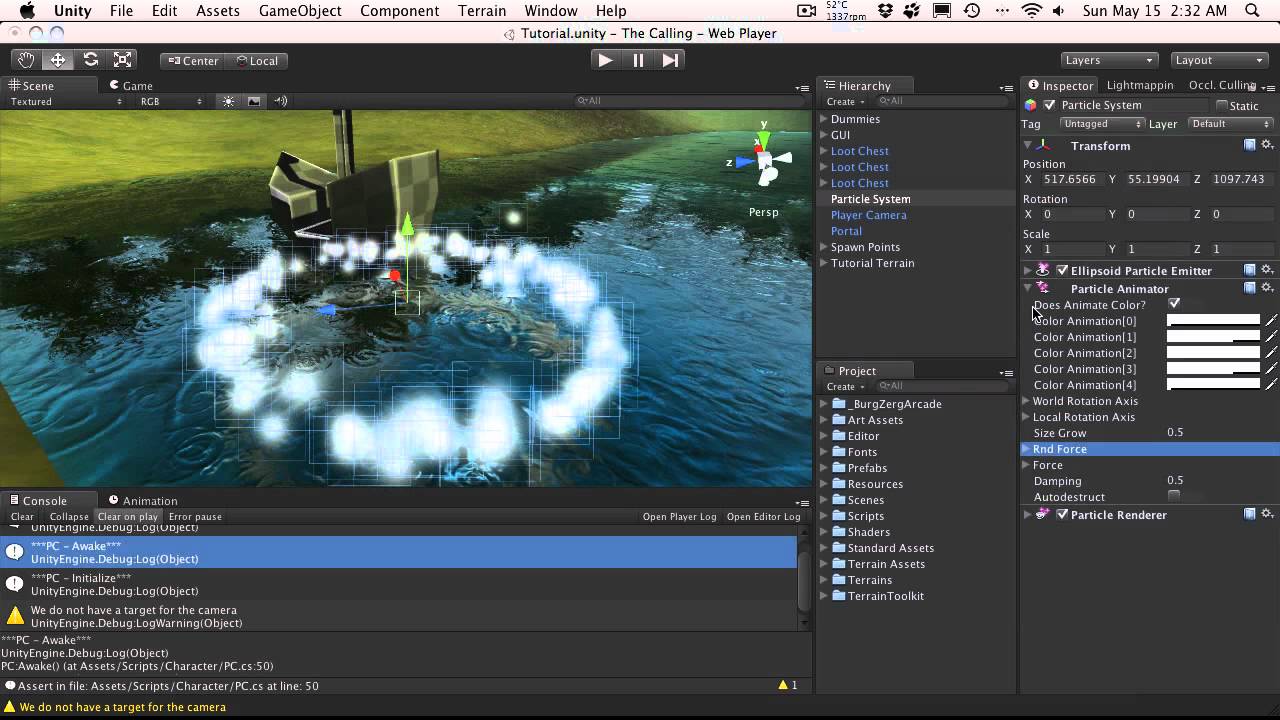 Unity File Edit Assets GameObject Component Terrain Window Help
52°C
1337rpm
Sun May 15 2:32 AM
Tutorial.unity – The Calling – Web Player
Center Local
Layers Layout
Scene Game
Textured RGB All
y
x
z
Persp
Hierarchy
Create All
Dummies
GUI
Loot Chest
Loot Chest
Loot Chest
Particle System
Player Camera
Portal
Spawn Points
Tutorial Terrain
Project
Create All
_BurgZergArcade
Art Assets
Editor
Fonts
Prefabs
Resources
Scenes
Scripts
Shaders
Standard Assets
Terrain Assets
Terrains
TerrainToolkit
Inspector Lightmappin Occl. Culling
Particle System Static
Tag Untagged Layer Default
Transform
Position
X 517.6566 Y 55.19904 Z 1097.743
Rotation
X 0 Y 0 Z 0
Scale
X 1 Y 1 Z 1
Ellipsoid Particle Emitter
Particle Animator
Does Animate Color?
Color Animation[0]
Color Animation[1]
Color Animation[2]
Color Animation[3]
Color Animation[4]
World Rotation Axis
Local Rotation Axis
Size Grow 0.5
Rnd Force
Force
Damping 0.5
Autodestruct
Particle Renderer
Console Animation
Clear Collapse Clear on play Error pause Open Player Log Open Editor Log
UnityEngine.Debug:Log(Object)
***PC – Awake***
UnityEngine.Debug:Log(Object)
***PC – Initialize***
UnityEngine.Debug:Log(Object)
We do not have a target for the camera
UnityEngine.Debug:LogWarning(Object)
***PC – Awake***
UnityEngine.Debug:Log(Object)
PC:Awake() (at Assets/Scripts/Character/PC.cs:50)
Assert in file: Assets/Scripts/Character/PC.cs at line: 50
1
We do not have a target for the camera